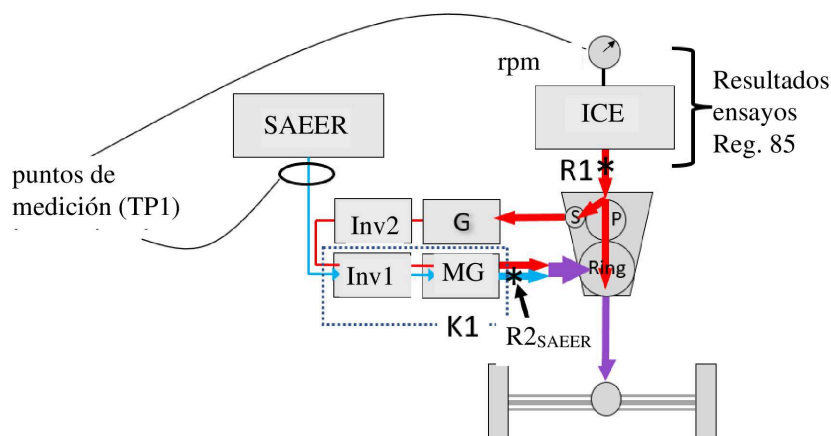 rpm
Resultados
ensayos
Reg. 85
SAEER
ICE
R1
puntos de
medición (TP1)
S
P
Inv2
G
Inv1
MG
Ring
K1
R2SAEER